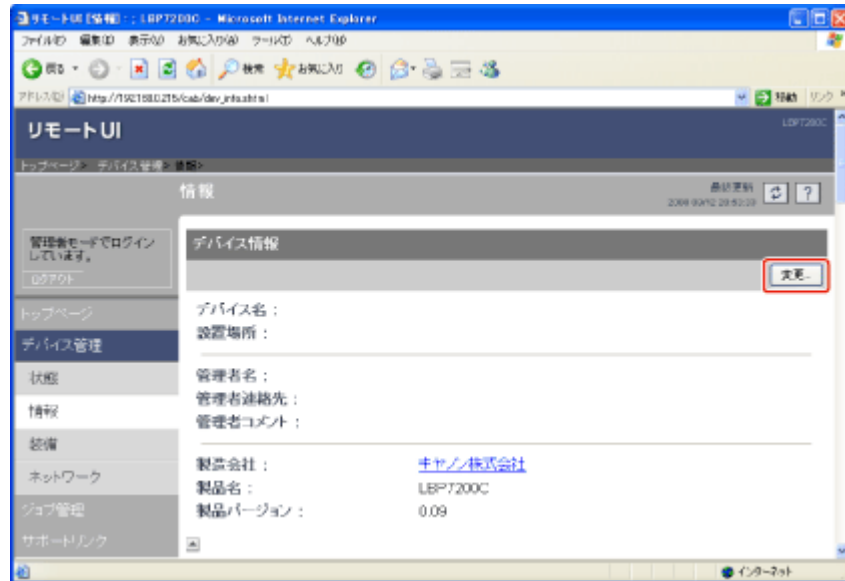 リモートUI [情報] : ; LBP7200C - Microsoft Internet Explorer
ファイル(F) 編集(E) 表示(V) お気に入り(A) ツール(T) ヘルプ(H)
戻る 検索 お気に入り
アドレス(D) 移動 リンク
リモートUI
LBP7200C
トップページ> デバイス管理> 情報>
情報
最終更新
?
管理者モードでログイン
しています。
ログアウト
デバイス情報
変更...
トップページ
デバイス管理
状態
情報
装備
ネットワーク
ジョブ管理
サポートリンク
デバイス名 :
設置場所 :
管理者名 :
管理者連絡先 :
管理者コメント :
製造会社 : キヤノン株式会社
製品名 : LBP7200C
製品バージョン : 0.09
インターネット